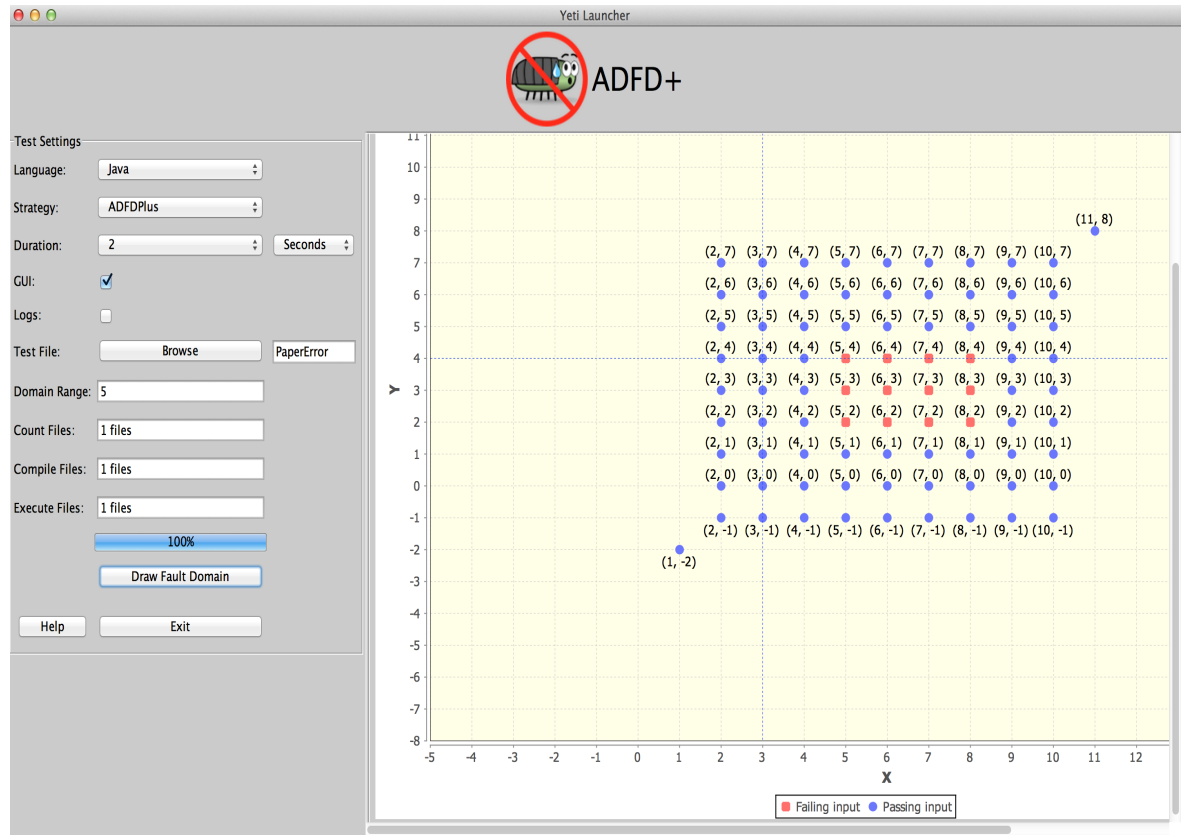 Yeti Launcher
ADFD+
Test Settings
Language: Java
Strategy: ADFDPlus
Duration: 2 Seconds
GUI:
Logs:
Test File: Browse PaperError
Domain Range: 5
Count Files: 1 files
Compile Files: 1 files
Execute Files: 1 files
100%
Draw Fault Domain
Help Exit
Y
11
10
9
8
7
6
5
4
3
2
1
0
-1
-2
-3
-4
-5
-6
-7
-8
(11, 8)
(2, 7) (3, 7) (4, 7) (5, 7) (6, 7) (7, 7) (8, 7) (9, 7) (10, 7)
(2, 6) (3, 6) (4, 6) (5, 6) (6, 6) (7, 6) (8, 6) (9, 6) (10, 6)
(2, 5) (3, 5) (4, 5) (5, 5) (6, 5) (7, 5) (8, 5) (9, 5) (10, 5)
(2, 4) (3, 4) (4, 4) (5, 4) (6, 4) (7, 4) (8, 4) (9, 4) (10, 4)
(2, 3) (3, 3) (4, 3) (5, 3) (6, 3) (7, 3) (8, 3) (9, 3) (10, 3)
(2, 2) (3, 2) (4, 2) (5, 2) (6, 2) (7, 2) (8, 2) (9, 2) (10, 2)
(2, 1) (3, 1) (4, 1) (5, 1) (6, 1) (7, 1) (8, 1) (9, 1) (10, 1)
(2, 0) (3, 0) (4, 0) (5, 0) (6, 0) (7, 0) (8, 0) (9, 0) (10, 0)
(2, -1) (3, -1) (4, -1) (5, -1) (6, -1) (7, -1) (8, -1) (9, -1) (10, -1)
(1, -2)
-5 -4 -3 -2 -1 0 1 2 3 4 5 6 7 8 9 10 11 12
X
Failing input Passing input